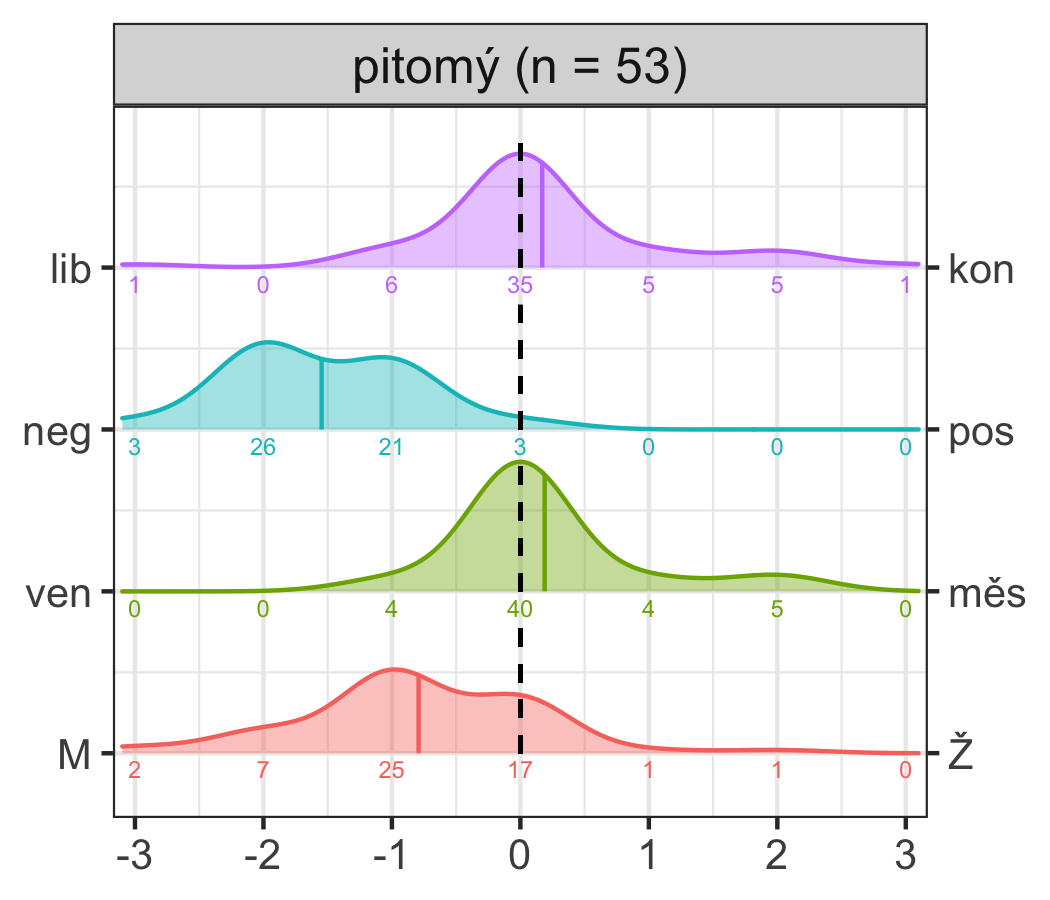 pitomý (n = 53)
lib kon
1 0 6 35 5 5 1
neg pos
3 26 21 3 0 0 0
ven měs
0 0 4 40 4 5 0
M Ž
2 7 25 17 1 1 0
-3 -2 -1 0 1 2 3